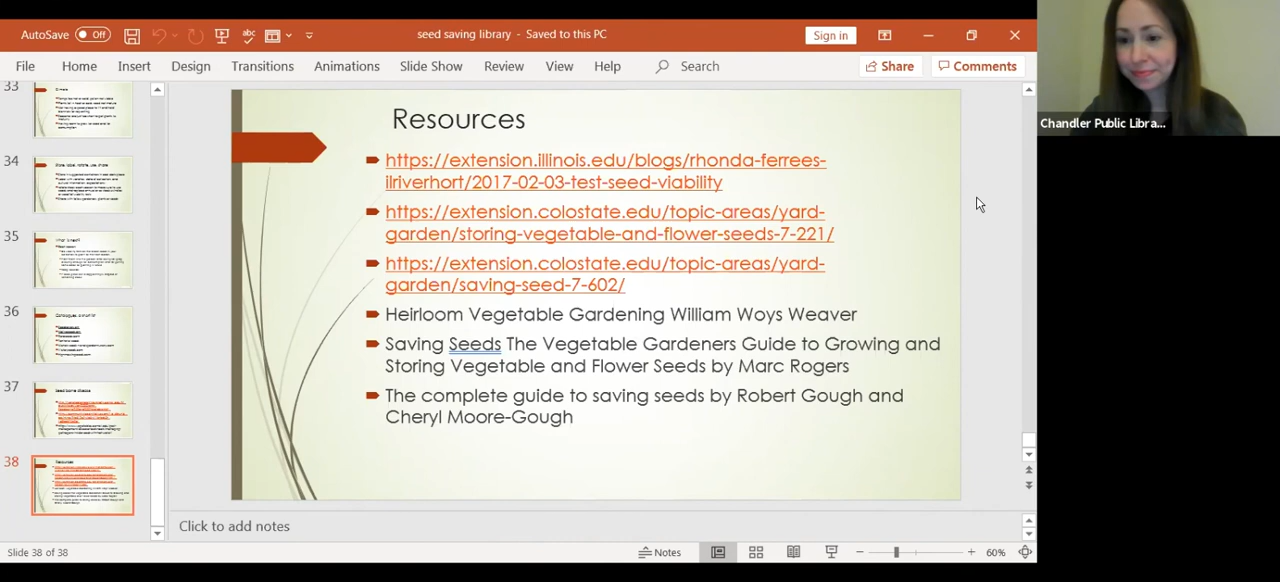 AutoSave Off
seed saving library - Saved to this PC
Sign in
File Home Insert Design Transitions Animations Slide Show Review View Help Search Share Comments
Chandler Public Libra...
33
34
35
36
37
38
Resources
https://extension.illinois.edu/blogs/rhonda-ferrees-
ilriverhort/2017-02-03-test-seed-viability
https://extension.colostate.edu/topic-areas/yard-
garden/storing-vegetable-and-flower-seeds-7-221/
https://extension.colostate.edu/topic-areas/yard-
garden/saving-seed-7-602/
Heirloom Vegetable Gardening William Woys Weaver
Saving Seeds The Vegetable Gardeners Guide to Growing and
Storing Vegetable and Flower Seeds by Marc Rogers
The complete guide to saving seeds by Robert Gough and
Cheryl Moore-Gough
Click to add notes
Slide 38 of 38
Notes
60%